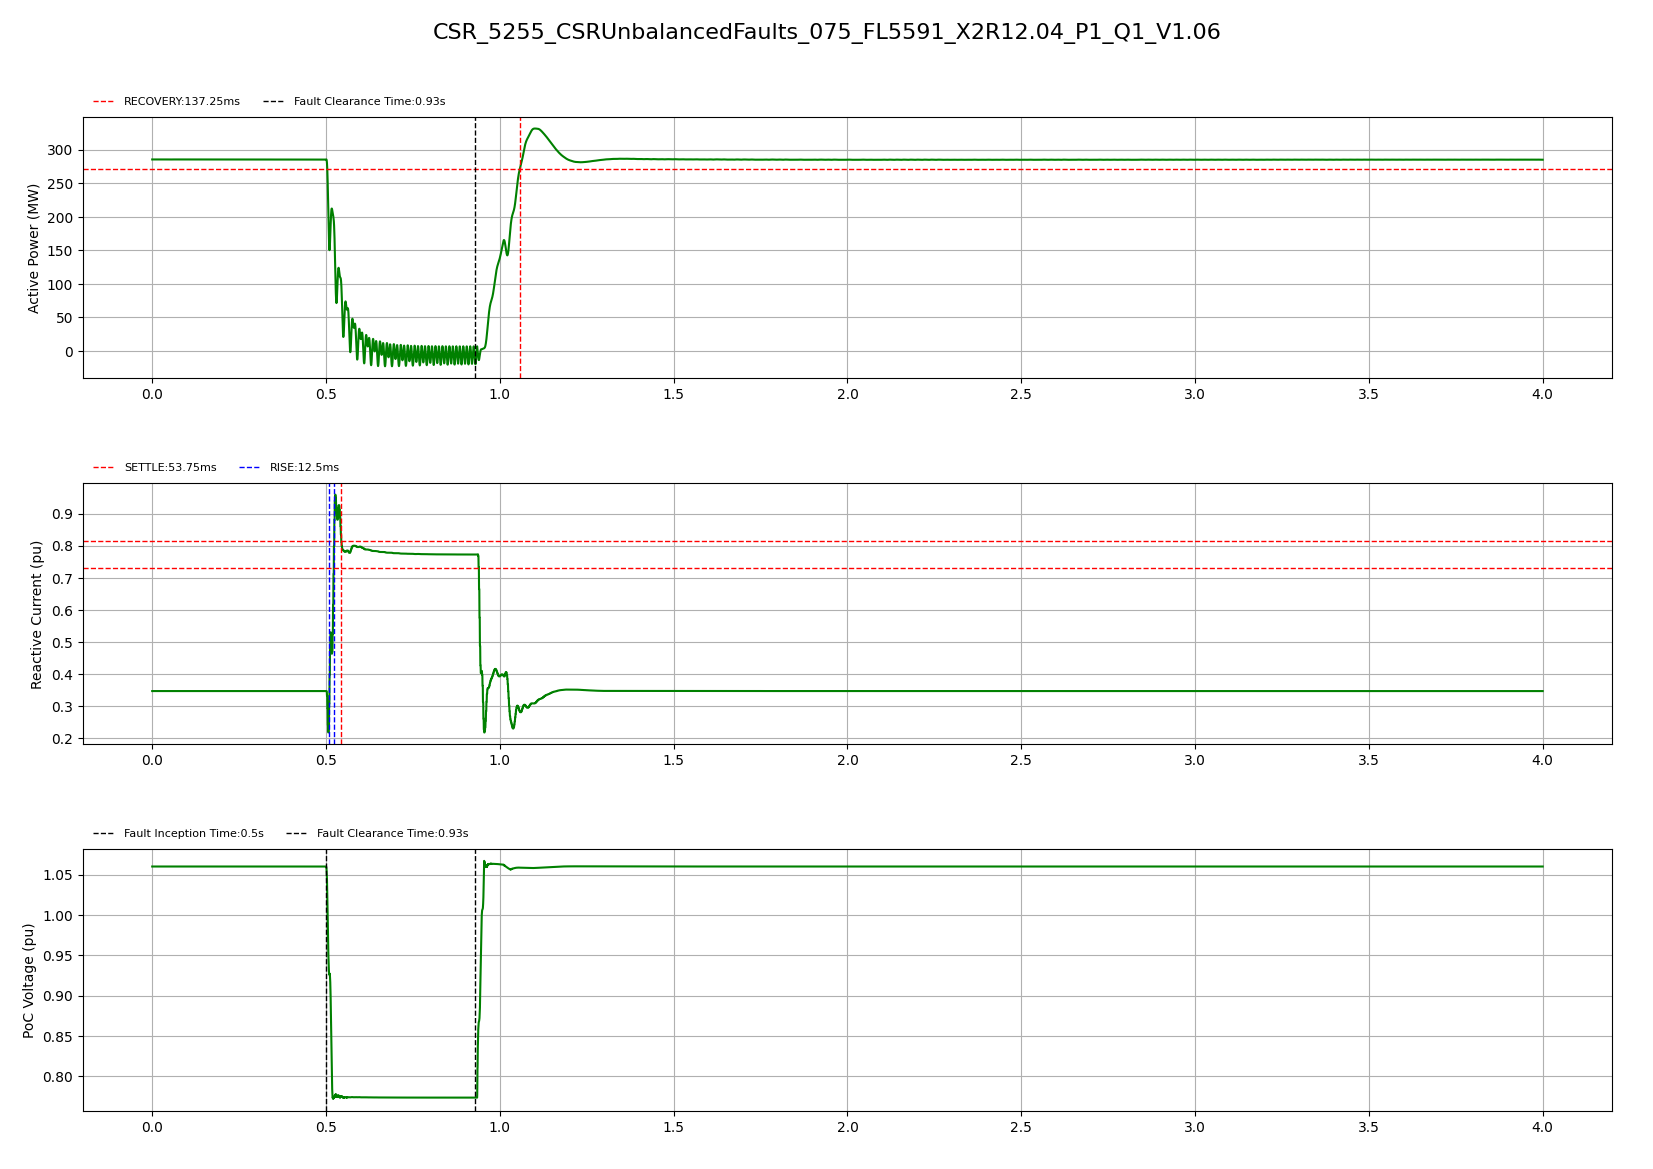 CSR_5255_CSRUnbalancedFaults_075_FL5591_X2R12.04_P1_Q1_V1.06
RECOVERY:137.25ms Fault Clearance Time:0.93s
Active Power (MW)
300
250
200
150
100
50
0
0.0 0.5 1.0 1.5 2.0 2.5 3.0 3.5 4.0
SETTLE:53.75ms RISE:12.5ms
Reactive Current (pu)
0.9
0.8
0.7
0.6
0.5
0.4
0.3
0.2
0.0 0.5 1.0 1.5 2.0 2.5 3.0 3.5 4.0
Fault Inception Time:0.5s Fault Clearance Time:0.93s
PoC Voltage (pu)
1.05
1.00
0.95
0.90
0.85
0.80
0.0 0.5 1.0 1.5 2.0 2.5 3.0 3.5 4.0